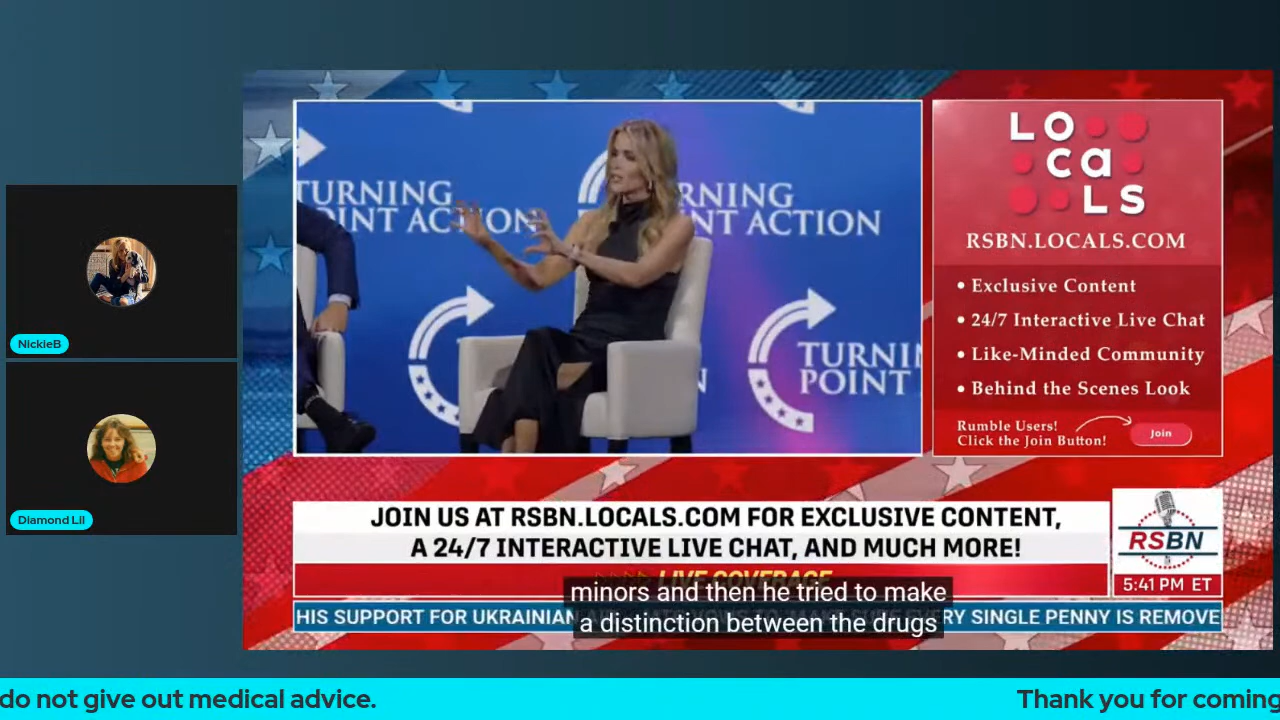 NickieB
Diamond Lil
TURNING
POINT ACTION
TURNING
POINT ACTION
TURNING
POINT
LOCALS
RSBN.LOCALS.COM
• Exclusive Content
• 24/7 Interactive Live Chat
• Like-Minded Community
• Behind the Scenes Look
Rumble Users!
Click the Join Button!
Join
JOIN US AT RSBN.LOCALS.COM FOR EXCLUSIVE CONTENT,
A 24/7 INTERACTIVE LIVE CHAT, AND MUCH MORE!
LIVE COVERAGE
RSBN
5:41 PM ET
minors and then he tried to make
a distinction between the drugs
HIS SUPPORT FOR UKRAINIAN
RY SINGLE PENNY IS REMOVE
do not give out medical advice.
Thank you for coming